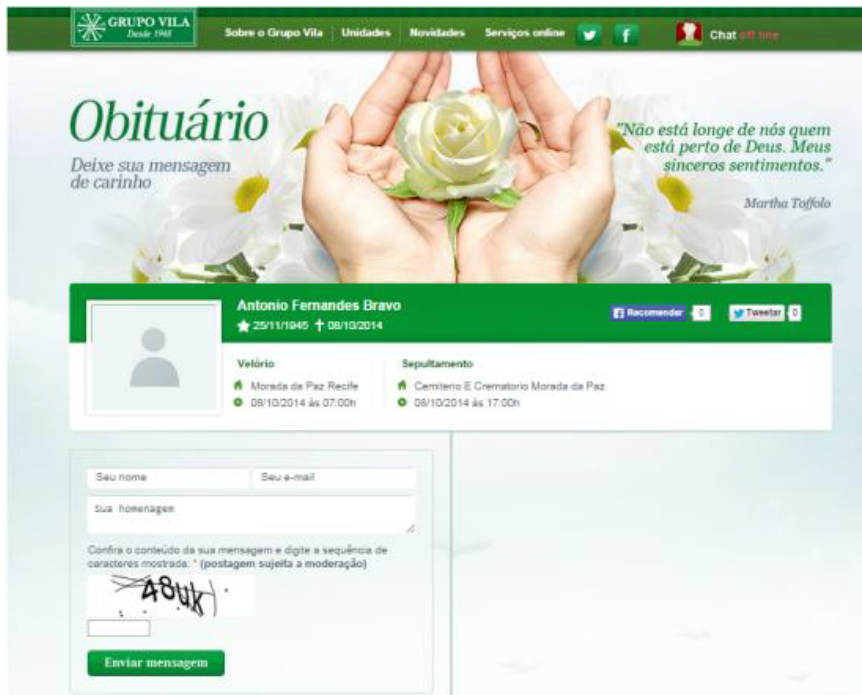 GRUPO VILA
Desde 1948
Sobre o Grupo Vila
Unidades
Novidades
Serviços online
Chat off line
Obituário
Deixe sua mensagem
de carinho
"Não está longe de nós quem
está perto de Deus. Meus
sinceros sentimentos."
Martha Toffolo
Antonio Fernandes Bravo
25/11/1945 08/10/2014
Recomendar 0
Tweetar 0
Velório
Morada da Paz Recife
08/10/2014 às 07:00h
Sepultamento
Cemiterio E Crematorio Morada da Paz
08/10/2014 às 17:00h
Seu nome
Seu e-mail
Sua homenagem
Confira o conteúdo da sua mensagem e digite a sequência de
caracteres mostrada: * (postagem sujeita a moderação)
48uk
Enviar mensagem